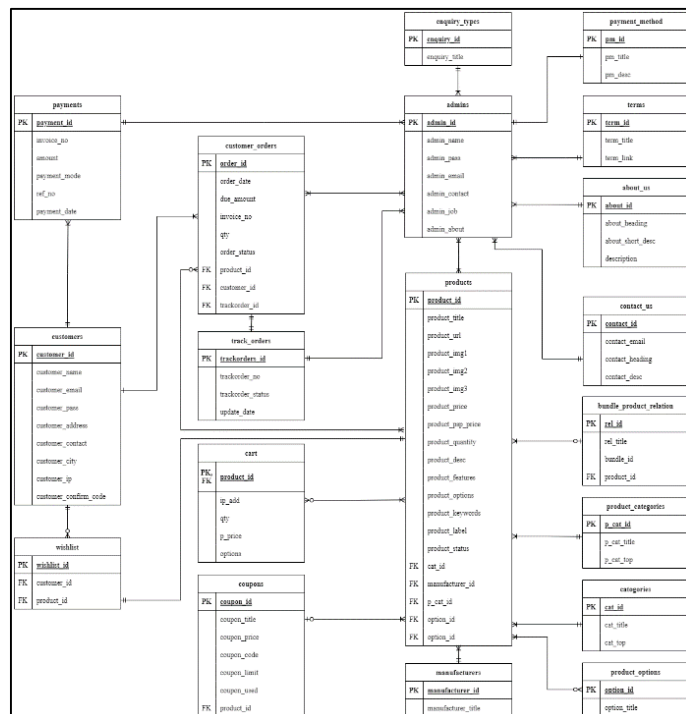 enquiry_types
PK enquiry_id
enquiry_title
payment_method
PK pm_id
pm_title
pm_desc
payments
PK payment_id
invoice_no
amount
payment_mode
ref_no
payment_date
admins
PK admin_id
admin_name
admin_pass
admin_email
admin_contact
admin_job
admin_about
terms
PK term_id
term_title
term_link
customer_orders
PK order_id
order_date
due_amount
invoice_no
qty
order_status
FK product_id
FK customer_id
FK trackorder_id
about_us
PK about_id
about_heading
about_short_desc
description
products
PK product_id
product_title
product_url
product_img1
product_img2
product_img3
product_price
product_psp_price
product_quantity
product_desc
product_features
product_options
product_keywords
product_label
product_status
FK cat_id
FK manufacturer_id
FK p_cat_id
FK option_id
FK option_id
contact_us
PK contact_id
contact_email
contact_heading
contact_desc
customers
PK customer_id
customer_name
customer_email
customer_pass
customer_address
customer_contact
customer_city
customer_ip
customer_confirm_code
track_orders
PK trackorders_id
trackorder_no
trackorder_status
update_date
bundle_product_relation
PK rel_id
rel_title
bundle_id
FK product_id
cart
PK, FK product_id
ip_add
qty
p_price
options
product_categories
PK p_cat_id
p_cat_title
p_cat_top
wishlist
PK wishlist_id
FK customer_id
FK product_id
coupons
PK coupon_id
coupon_title
coupon_price
coupon_code
coupon_limit
coupon_used
FK product_id
categories
PK cat_id
cat_title
cat_top
manufacturers
PK manufacturer_id
manufacturer_title
product_options
PK option_id
option_title